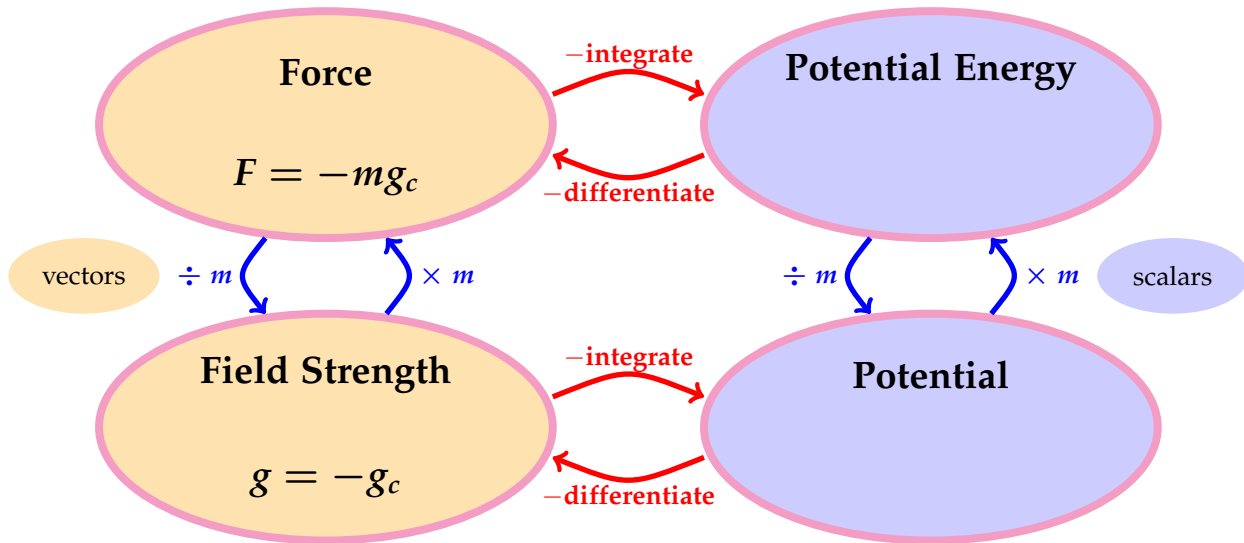 Force
F = −mg_c
−integrate
−differentiate
Potential Energy
vectors
÷ m
× m
÷ m
× m
scalars
Field Strength
g = −g_c
−integrate
−differentiate
Potential